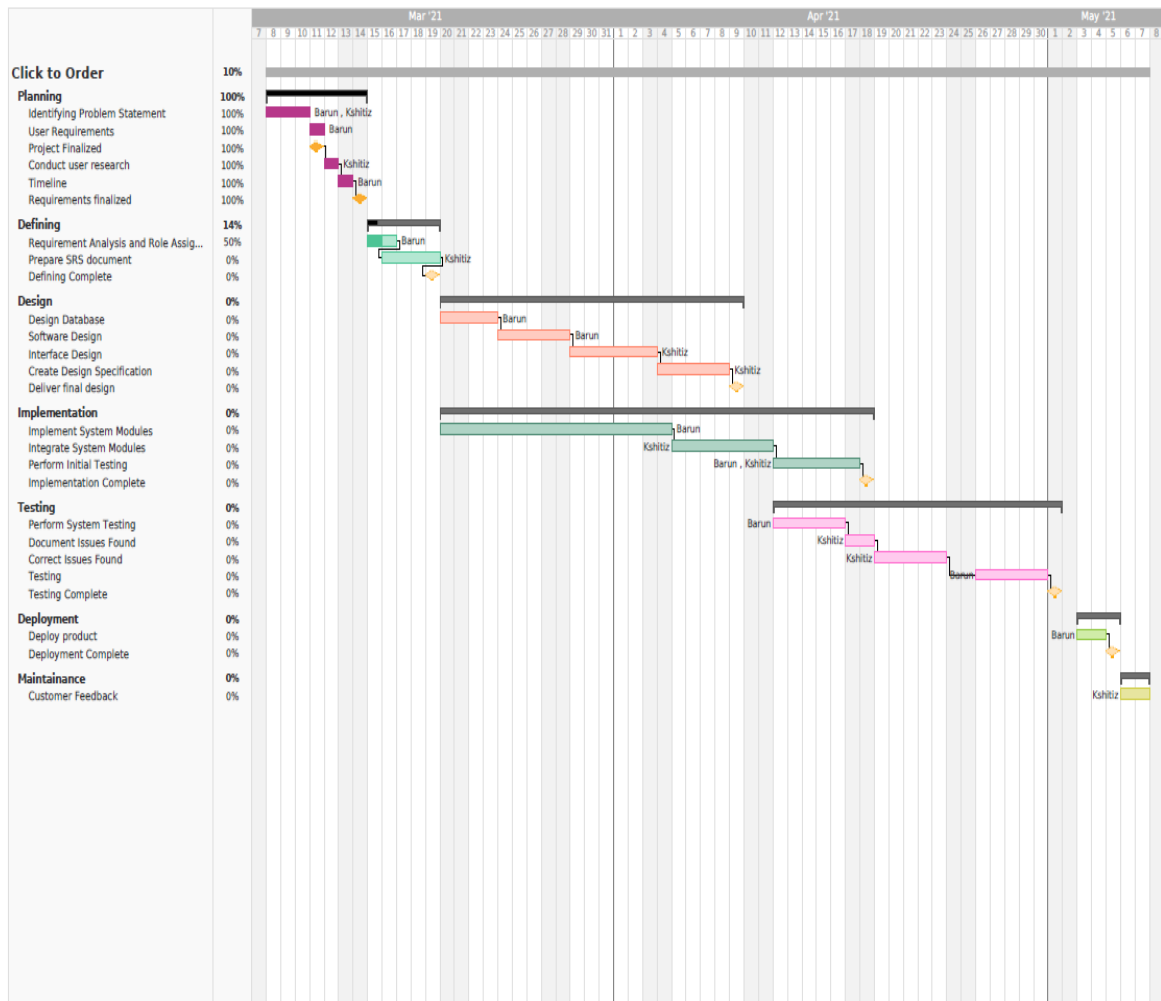 Mar '21 Apr '21 May '21
7 8 9 10 11 12 13 14 15 16 17 18 19 20 21 22 23 24 25 26 27 28 29 30 31 1 2 3 4 5 6 7 8 9 10 11 12 13 14 15 16 17 18 19 20 21 22 23 24 25 26 27 28 29 30 1 2 3 4 5 6 7 8
Click to Order 10%
Planning 100%
Identifying Problem Statement 100% Barun , Kshitiz
User Requirements 100% Barun
Project Finalized 100%
Conduct user research 100% Kshitiz
Timeline 100% Barun
Requirements finalized 100%
Defining 14%
Requirement Analysis and Role Assig... 50% Barun
Prepare SRS document 0% Kshitiz
Defining Complete 0%
Design 0%
Design Database 0% Barun
Software Design 0% Barun
Interface Design 0% Kshitiz
Create Design Specification 0% Kshitiz
Deliver final design 0%
Implementation 0%
Implement System Modules 0% Barun
Integrate System Modules 0% Kshitiz
Perform Initial Testing 0% Barun , Kshitiz
Implementation Complete 0%
Testing 0%
Perform System Testing 0% Barun
Document Issues Found 0% Kshitiz
Correct Issues Found 0% Kshitiz
Testing 0% Barun
Testing Complete 0%
Deployment 0%
Deploy product 0% Barun
Deployment Complete 0%
Maintainance 0%
Customer Feedback 0% Kshitiz